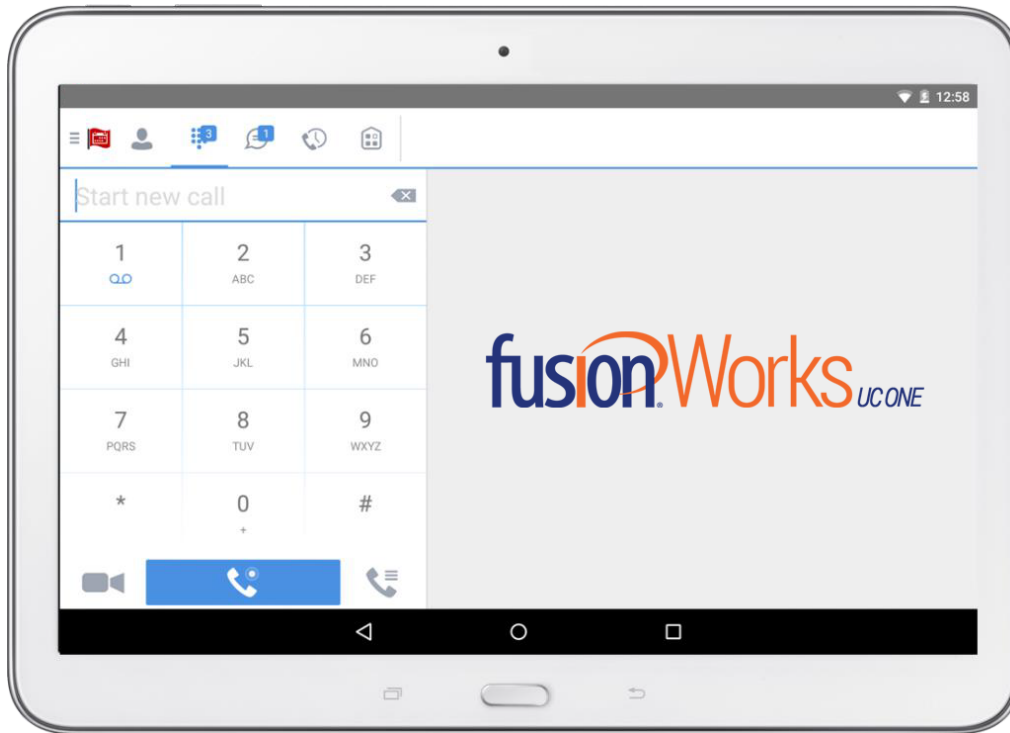 12:58
3
1
Start new call
1
2
ABC
3
DEF
4
GHI
5
JKL
6
MNO
7
PQRS
8
TUV
9
WXYZ
*
0
+
#
fusion®Works UC ONE